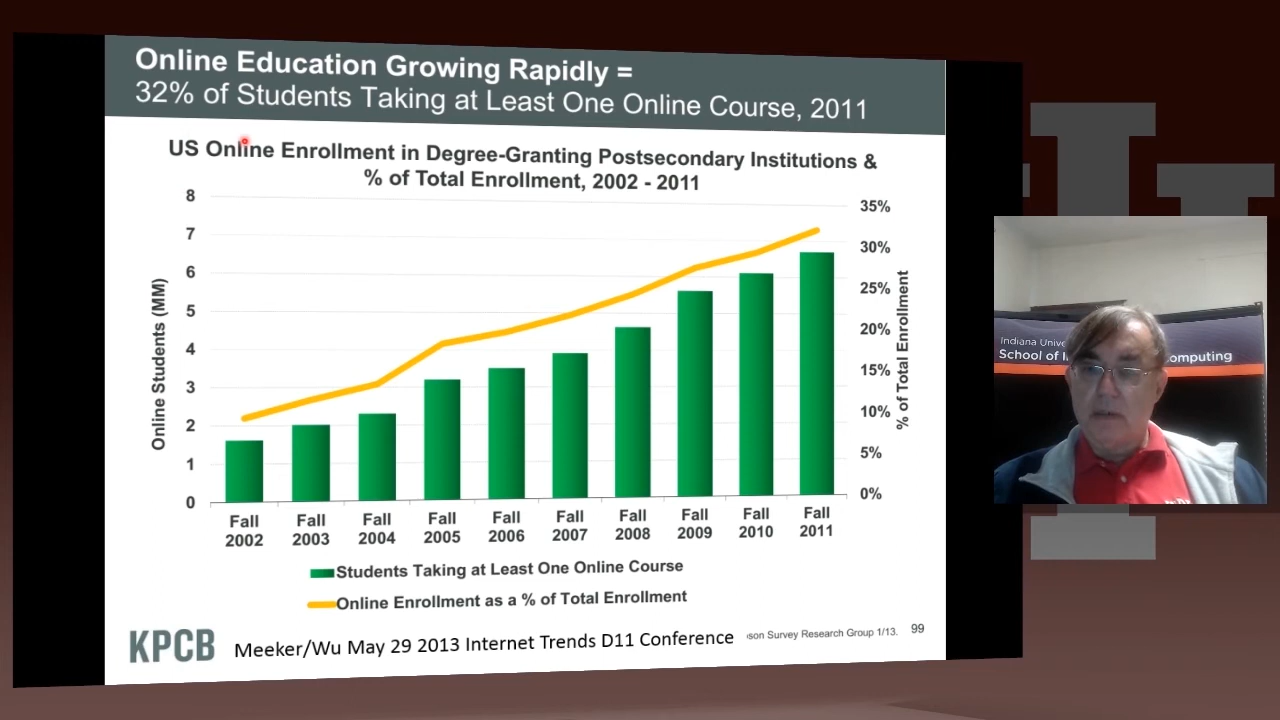 Online Education Growing Rapidly =
32% of Students Taking at Least One Online Course, 2011
US Online Enrollment in Degree-Granting Postsecondary Institutions &
% of Total Enrollment, 2002 - 2011
8
7
6
5
4
3
2
1
0
Online Students (MM)
35%
30%
25%
20%
15%
10%
5%
0%
% of Total Enrollment
Fall 2002
Fall 2003
Fall 2004
Fall 2005
Fall 2006
Fall 2007
Fall 2008
Fall 2009
Fall 2010
Fall 2011
Students Taking at Least One Online Course
Online Enrollment as a % of Total Enrollment
KPCB
Meeker/Wu May 29 2013 Internet Trends D11 Conference
Survey Research Group 1/13.
99
Indiana
School of
Computing